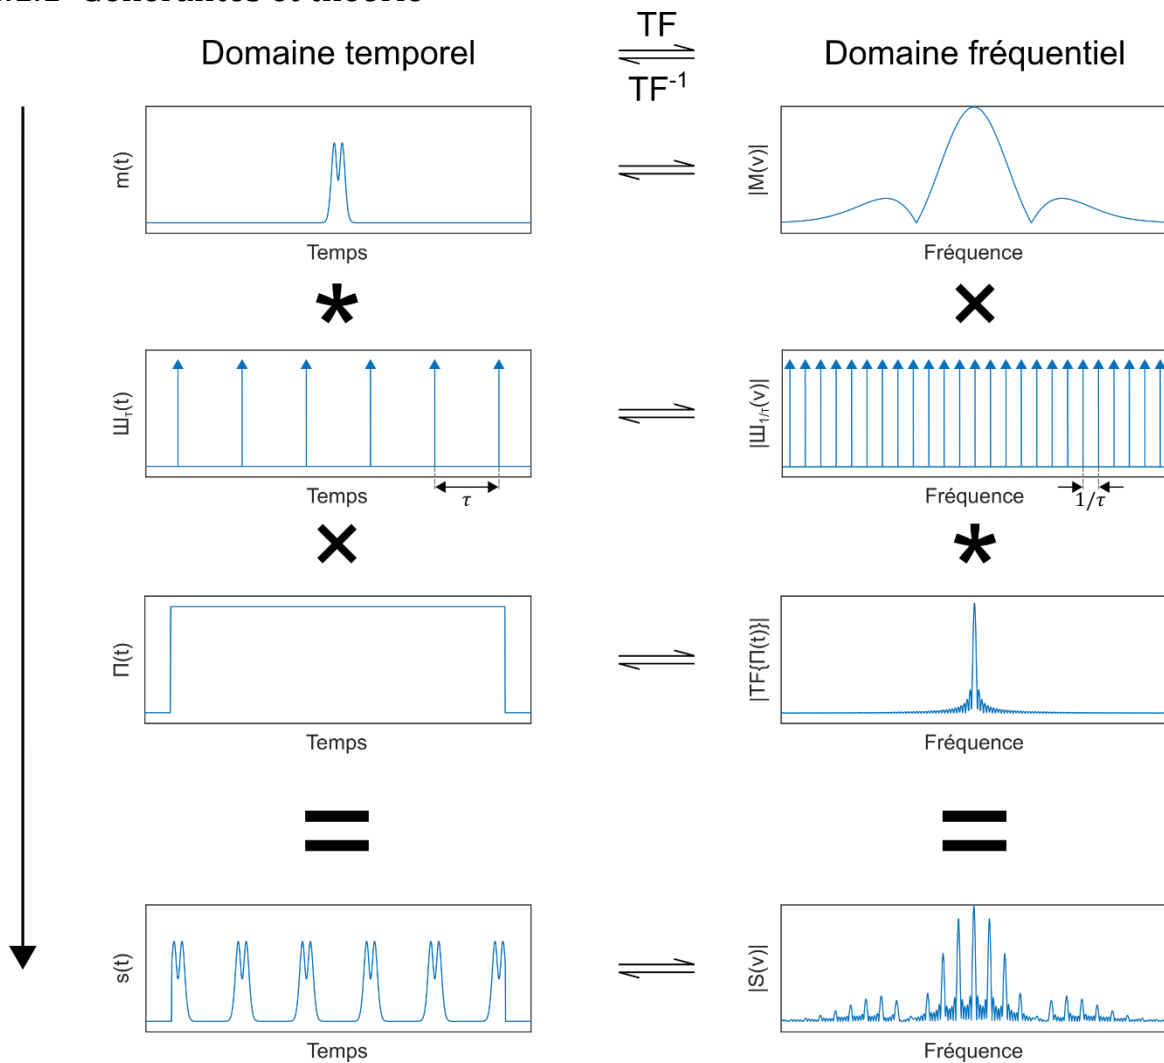 Domaine temporel
TF
TF⁻¹
Domaine fréquentiel
m(t)
Temps
|M(v)|
Fréquence
*
×
Ш_τ(t)
Temps
τ
|Ш_1/τ(v)|
Fréquence
1/τ
×
*
Π(t)
Temps
|TF{Π(t)}|
Fréquence
=
=
s(t)
Temps
|S(v)|
Fréquence